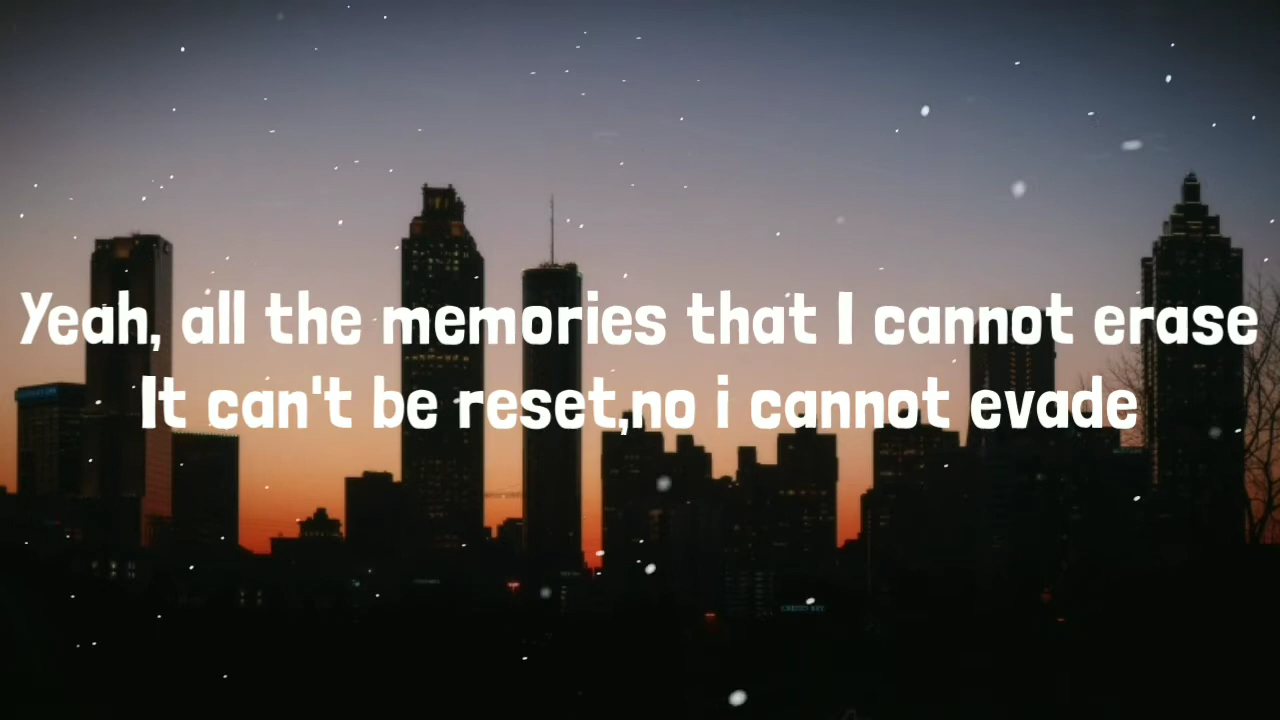 Yeah, all the memories that I cannot erase
It can't be reset,no i cannot evade